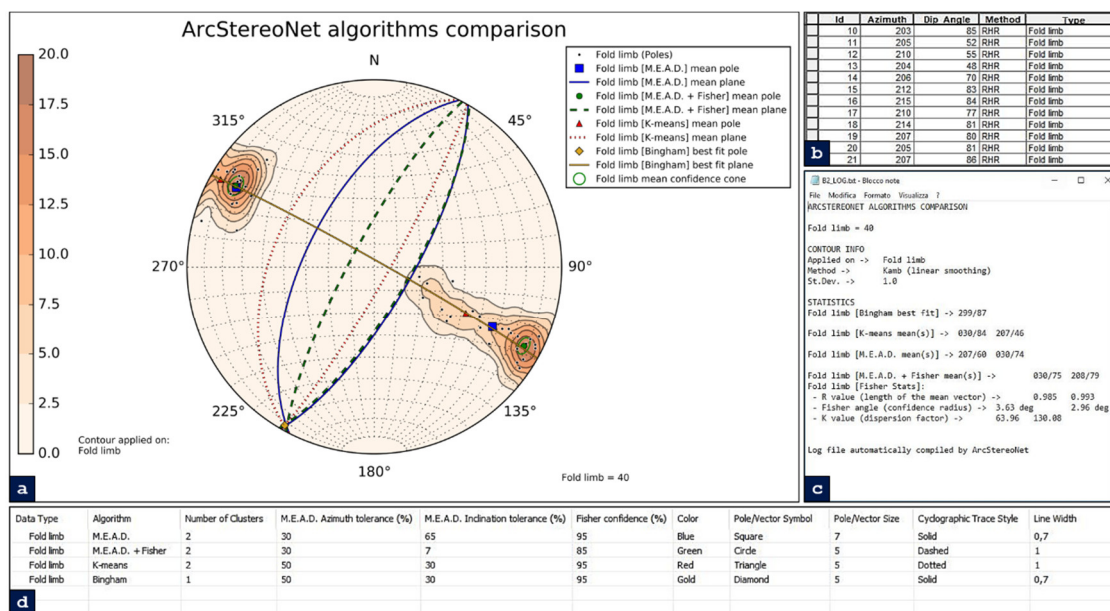 ArcStereoNet algorithms comparison
20.0
17.5
15.0
12.5
10.0
7.5
5.0
2.5
0.0
N
45°
90°
135°
180°
225°
270°
315°
Fold limb (Poles)
Fold limb [M.E.A.D.] mean pole
Fold limb [M.E.A.D.] mean plane
Fold limb [M.E.A.D. + Fisher] mean pole
Fold limb [M.E.A.D. + Fisher] mean plane
Fold limb [K-means] mean pole
Fold limb [K-means] mean plane
Fold limb [Bingham] best fit pole
Fold limb [Bingham] best fit plane
Fold limb mean confidence cone
Contour applied on:
Fold limb
Fold limb = 40
a
Id Azimuth Dip_Angle Method Type
10 203 85 RHR Fold limb
11 205 52 RHR Fold limb
12 210 55 RHR Fold limb
13 204 48 RHR Fold limb
14 206 70 RHR Fold limb
15 212 83 RHR Fold limb
16 215 84 RHR Fold limb
17 210 77 RHR Fold limb
18 214 81 RHR Fold limb
19 207 80 RHR Fold limb
20 205 81 RHR Fold limb
21 207 86 RHR Fold limb
b
B2_LOG.txt - Blocco note
File Modifica Formato Visualizza ?
ARCSTEREONET ALGORITHMS COMPARISON
Fold limb = 40
CONTOUR INFO
Applied on -> Fold limb
Method -> Kamb (linear smoothing)
St.Dev. -> 1.0
STATISTICS
Fold limb [Bingham best fit] -> 299/87
Fold limb [K-means mean(s)] -> 030/84 207/46
Fold limb [M.E.A.D. mean(s)] -> 207/60 030/74
Fold limb [M.E.A.D. + Fisher mean(s)] -> 030/75 208/79
Fold limb [Fisher Stats]:
- R value (length of the mean vector) -> 0.985 0.993
- Fisher angle (confidence radius) -> 3.63 deg 2.96 deg
- K value (dispersion factor) -> 63.96 130.08
Log file automatically compiled by ArcStereoNet
c
Data Type Algorithm Number of Clusters M.E.A.D. Azimuth tolerance (%) M.E.A.D. Inclination tolerance (%) Fisher confidence (%) Color Pole/Vector Symbol Pole/Vector Size Cyclographic Trace Style Line Width
Fold limb M.E.A.D. 2 30 65 95 Blue Square 7 Solid 0,7
Fold limb M.E.A.D. + Fisher 2 30 7 85 Green Circle 5 Dashed 1
Fold limb K-means 2 50 30 95 Red Triangle 5 Dotted 1
Fold limb Bingham 1 50 30 95 Gold Diamond 5 Solid 0,7
d